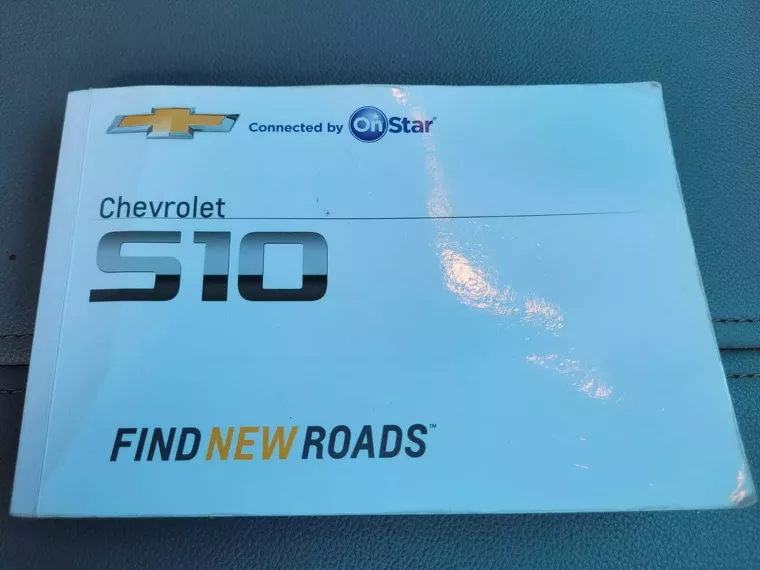 Connected by OnStar®
Chevrolet
S10
FIND NEW ROADS™